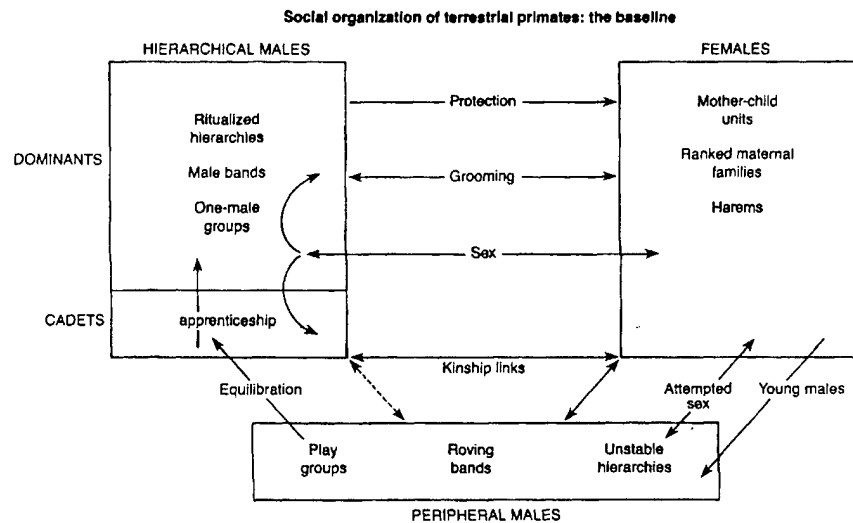 Social organization of terrestrial primates: the baseline
HIERARCHICAL MALES
FEMALES
DOMINANTS
Ritualized
hierarchies
Male bands
One-male
groups
Protection
Grooming
Sex
Mother-child
units
Ranked maternal
families
Harems
CADETS
apprenticeship
Kinship links
Equilibration
Attempted
sex
Young males
Play
groups
Roving
bands
Unstable
hierarchies
PERIPHERAL MALES